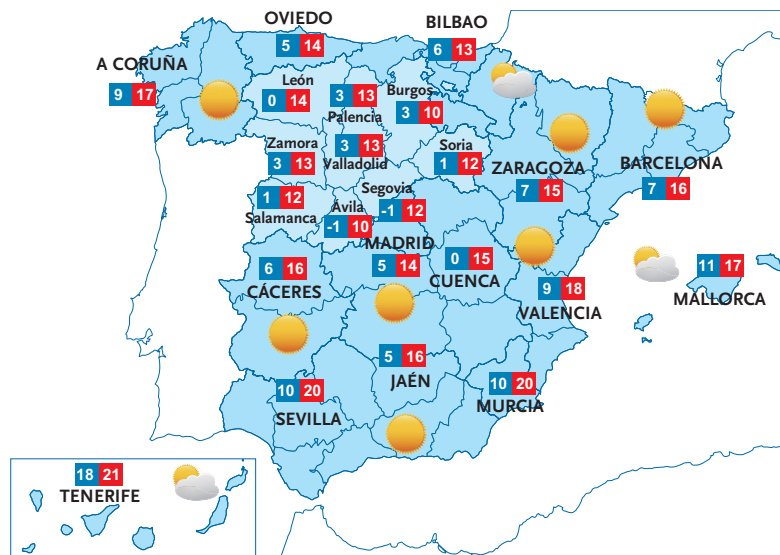 OVIEDO
5 14
BILBAO
6 13
A CORUÑA
9 17
León
0 14
3 13
Palencia
Burgos
3 10
Zamora
3 13
3 13
Valladolid
Soria
1 12
ZARAGOZA
7 15
BARCELONA
7 16
1 12
Salamanca
Ávila
-1 10
Segovia
-1 12
MADRID
5 14
0 15
CUENCA
6 16
CÁCERES
9 18
VALENCIA
11 17
MALLORCA
5 16
JAÉN
10 20
SEVILLA
10 20
MURCIA
18 21
TENERIFE